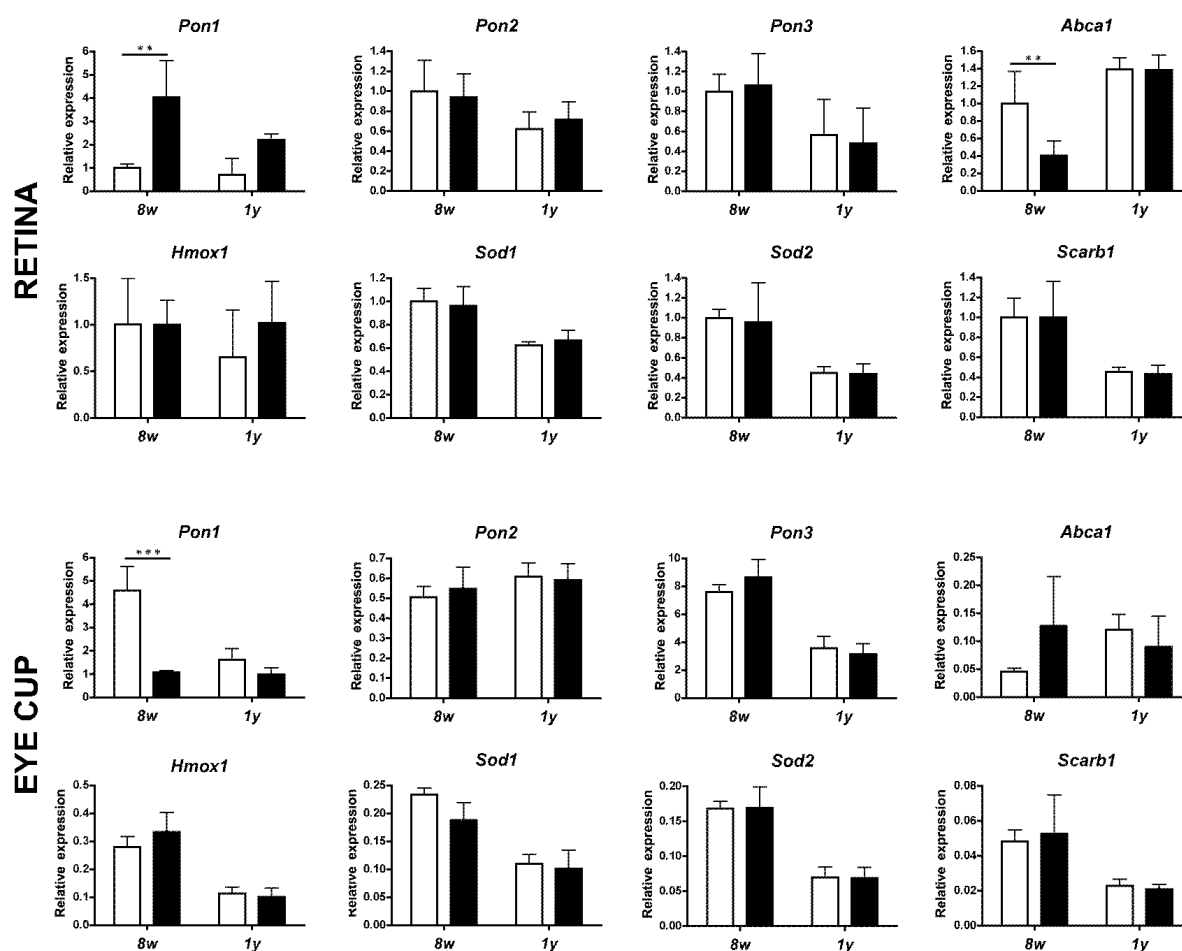 RETINA
Pon1
Relative expression
6
5
4
3
2
1
0
**
8w
1y
Pon2
Relative expression
1.4
1.2
1.0
0.8
0.6
0.4
0.2
0.0
8w
1y
Pon3
Relative expression
1.4
1.2
1.0
0.8
0.6
0.4
0.2
0.0
8w
1y
Abca1
Relative expression
1.6
1.4
1.2
1.0
0.8
0.6
0.4
0.2
0.0
**
8w
1y
Hmox1
Relative expression
1.5
1.0
0.5
0.0
8w
1y
Sod1
Relative expression
1.2
1.0
0.8
0.6
0.4
0.2
0.0
8w
1y
Sod2
Relative expression
1.4
1.2
1.0
0.8
0.6
0.4
0.2
0.0
8w
1y
Scarb1
Relative expression
1.4
1.2
1.0
0.8
0.6
0.4
0.2
0.0
8w
1y
EYE CUP
Pon1
Relative expression
6
5
4
3
2
1
0
***
8w
1y
Pon2
Relative expression
0.7
0.6
0.5
0.4
0.3
0.2
0.1
0.0
8w
1y
Pon3
Relative expression
10
8
6
4
2
0
8w
1y
Abca1
Relative expression
0.25
0.20
0.15
0.10
0.05
0.00
8w
1y
Hmox1
Relative expression
0.5
0.4
0.3
0.2
0.1
0.0
8w
1y
Sod1
Relative expression
0.25
0.20
0.15
0.10
0.05
0.00
8w
1y
Sod2
Relative expression
0.20
0.15
0.10
0.05
0.00
8w
1y
Scarb1
Relative expression
0.08
0.06
0.04
0.02
0.00
8w
1y